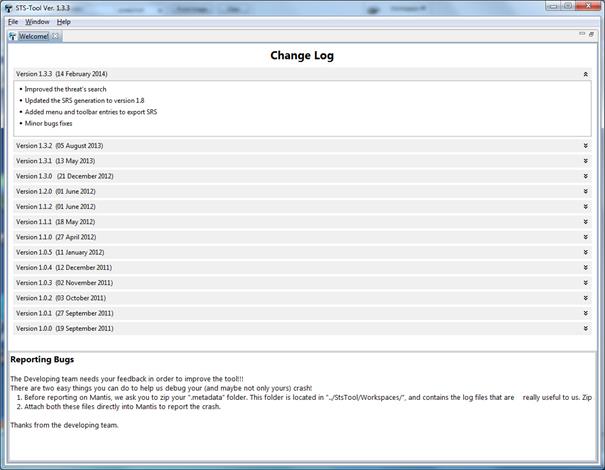 STS-Tool Ver. 1.3.3
File Window Help
Welcome!
Change Log
Version 1.3.3 (14 February 2014)
• Improved the threat's search
• Updated the SRS generation to version 1.8
• Added menu and toolbar entries to export SRS
• Minor bugs fixes
Version 1.3.2 (05 August 2013)
Version 1.3.1 (13 May 2013)
Version 1.3.0 (21 December 2012)
Version 1.2.0 (01 June 2012)
Version 1.1.2 (01 June 2012)
Version 1.1.1 (18 May 2012)
Version 1.1.0 (27 April 2012)
Version 1.0.5 (11 January 2012)
Version 1.0.4 (12 December 2011)
Version 1.0.3 (02 November 2011)
Version 1.0.2 (03 October 2011)
Version 1.0.1 (27 September 2011)
Version 1.0.0 (19 September 2011)
Reporting Bugs
The Developing team needs your feedback in order to improve the tool!!!
There are two easy things you can do to help us debug your (and maybe not only yours) crash!
1. Before reporting on Mantis, we ask you to zip your ".metadata" folder. This folder is located in "../StsTool/Workspaces/", and contains the log files that are really useful to us. Zip
2. Attach both these files directly into Mantis to report the crash.
Thanks from the developing team.